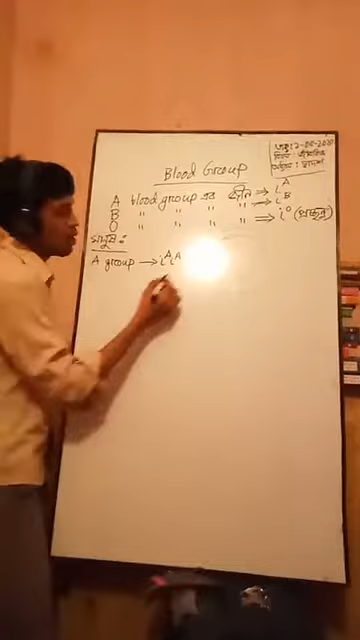 Blood Group
A blood group এর জীন ⇒ i^A
B " " " " → i^B
O " " " " ⇒ i^O (প্রচ্ছন্ন)
মানুষ :
A group → i^A i^A